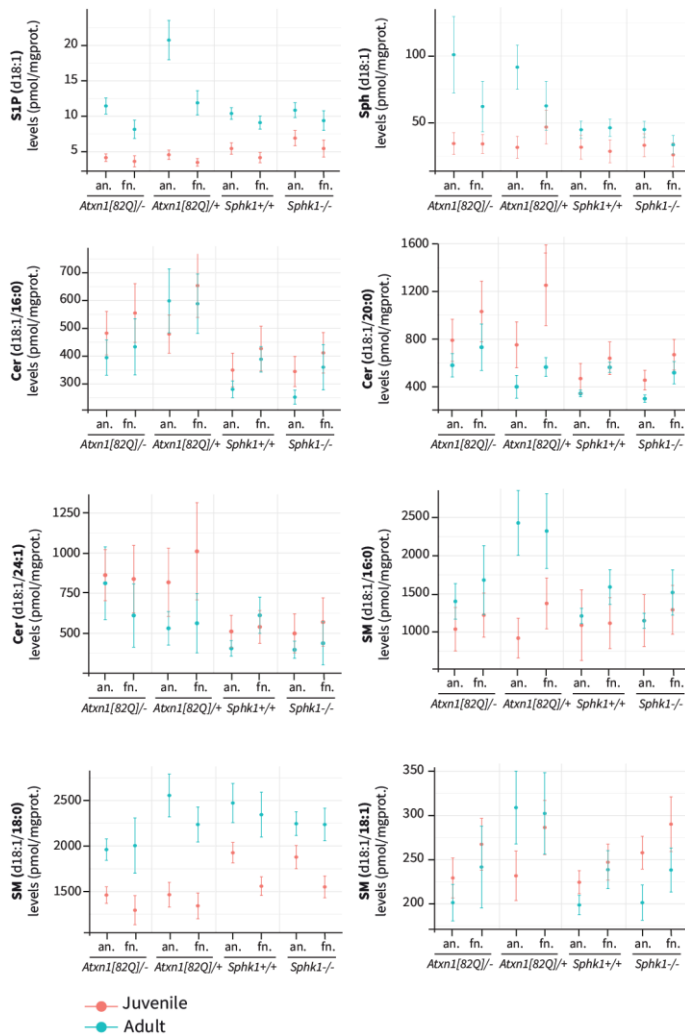 S1P (d18:1)
levels (pmol/mgprot.)
20
15
10
5
an. fn. an. fn. an. fn. an. fn.
Atxn1[82Q]/- Atxn1[82Q]/+ Sphk1+/+ Sphk1-/-
Sph (d18:1)
levels (pmol/mgprot.)
100
50
an. fn. an. fn. an. fn. an. fn.
Atxn1[82Q]/- Atxn1[82Q]/+ Sphk1+/+ Sphk1-/-
Cer (d18:1/16:0)
levels (pmol/mgprot.)
700
600
500
400
300
an. fn. an. fn. an. fn. an. fn.
Atxn1[82Q]/- Atxn1[82Q]/+ Sphk1+/+ Sphk1-/-
Cer (d18:1/20:0)
levels (pmol/mgprot.)
1600
1200
800
400
an. fn. an. fn. an. fn. an. fn.
Atxn1[82Q]/- Atxn1[82Q]/+ Sphk1+/+ Sphk1-/-
Cer (d18:1/24:1)
levels (pmol/mgprot.)
1250
1000
750
500
an. fn. an. fn. an. fn. an. fn.
Atxn1[82Q]/- Atxn1[82Q]/+ Sphk1+/+ Sphk1-/-
SM (d18:1/16:0)
levels (pmol/mgprot.)
2500
2000
1500
1000
an. fn. an. fn. an. fn. an. fn.
Atxn1[82Q]/- Atxn1[82Q]/+ Sphk1+/+ Sphk1-/-
SM (d18:1/18:0)
levels (pmol/mgprot.)
2500
2000
1500
1000
an. fn. an. fn. an. fn. an. fn.
Atxn1[82Q]/- Atxn1[82Q]/+ Sphk1+/+ Sphk1-/-
SM (d18:1/18:1)
levels (pmol/mgprot.)
350
300
250
200
an. fn. an. fn. an. fn. an. fn.
Atxn1[82Q]/- Atxn1[82Q]/+ Sphk1+/+ Sphk1-/-
Juvenile
Adult